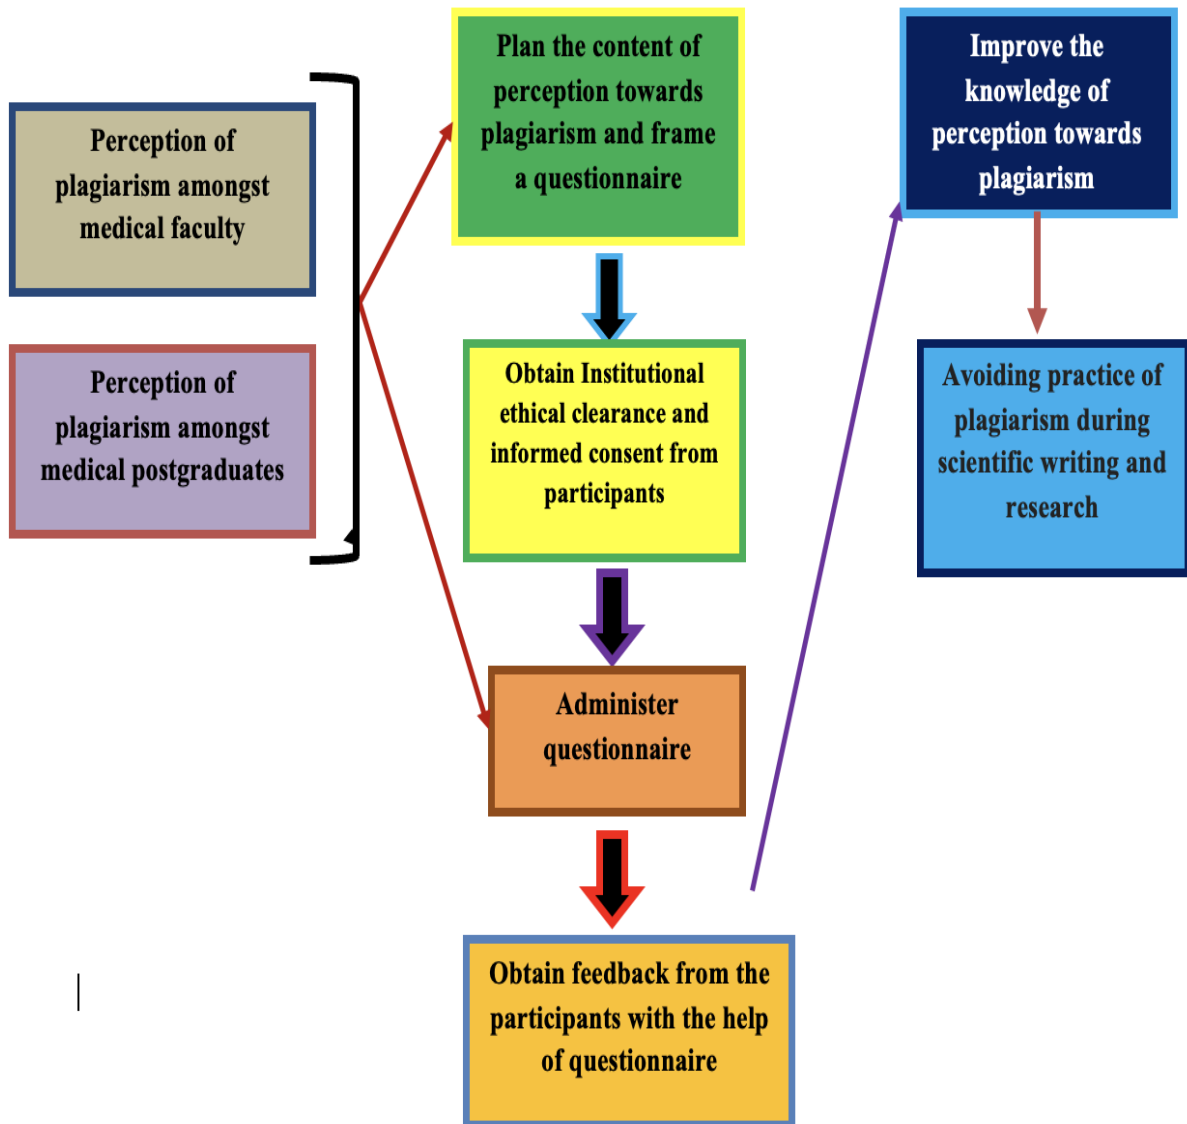 Perception of
plagiarism amongst
medical faculty
Perception of
plagiarism amongst
medical postgraduates
Plan the content of
perception towards
plagiarism and frame
a questionnaire
Obtain Institutional
ethical clearance and
informed consent from
participants
Administer
questionnaire
Obtain feedback from the
participants with the help
of questionnaire
Improve the
knowledge of
perception towards
plagiarism
Avoiding practice of
plagiarism during
scientific writing and
research